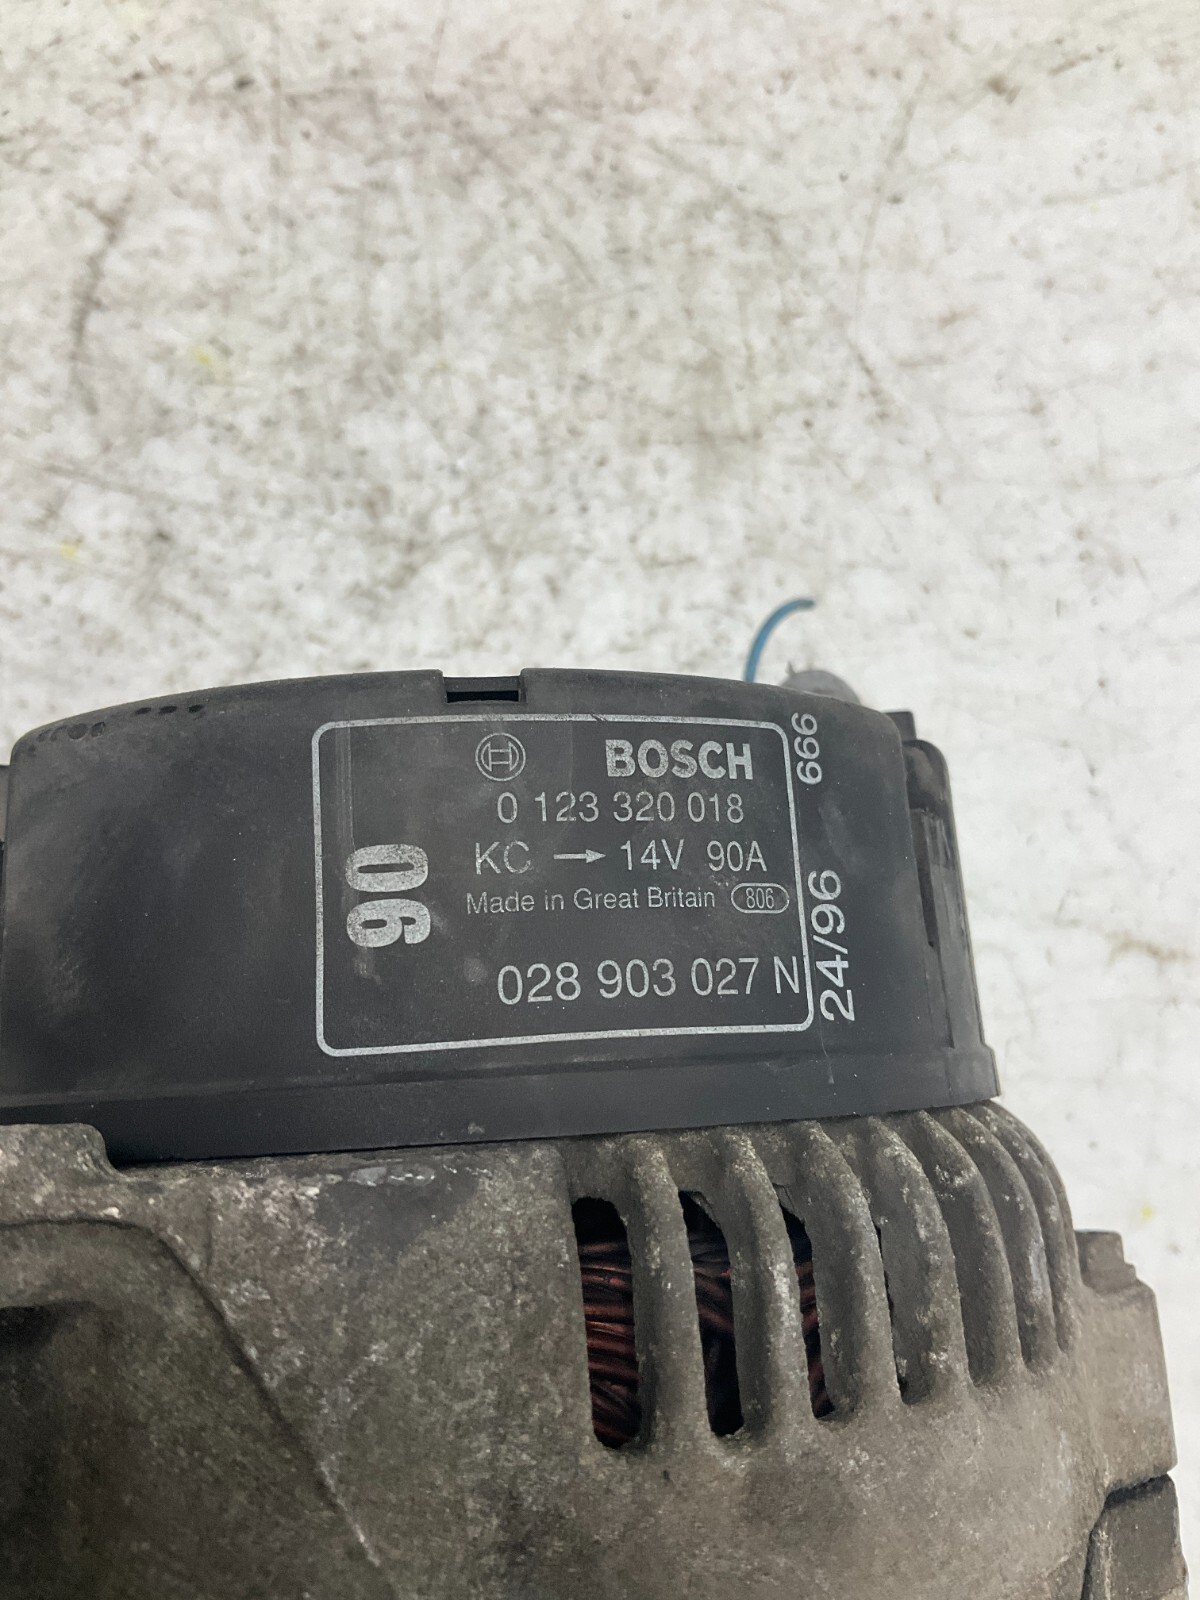 BOSCH
0 123 320 018
KC → 14V 90A
Made in Great Britain 806
028 903 027 N
90
666
24/96